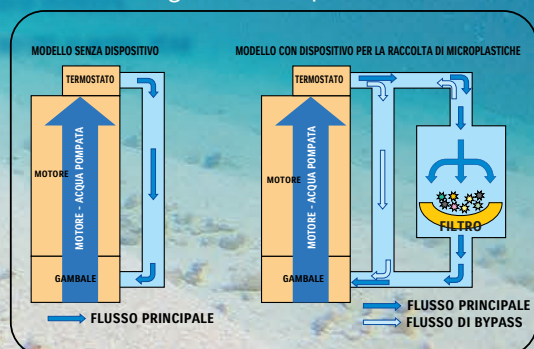 MODELLO SENZA DISPOSITIVO
TERMOSTATO
MOTORE
MOTORE - ACQUA POMPATA
GAMBALE
FLUSSO PRINCIPALE
MODELLO CON DISPOSITIVO PER LA RACCOLTA DI MICROPLASTICHE
TERMOSTATO
MOTORE
MOTORE - ACQUA POMPATA
FILTRO
GAMBALE
FLUSSO PRINCIPALE
FLUSSO DI BYPASS